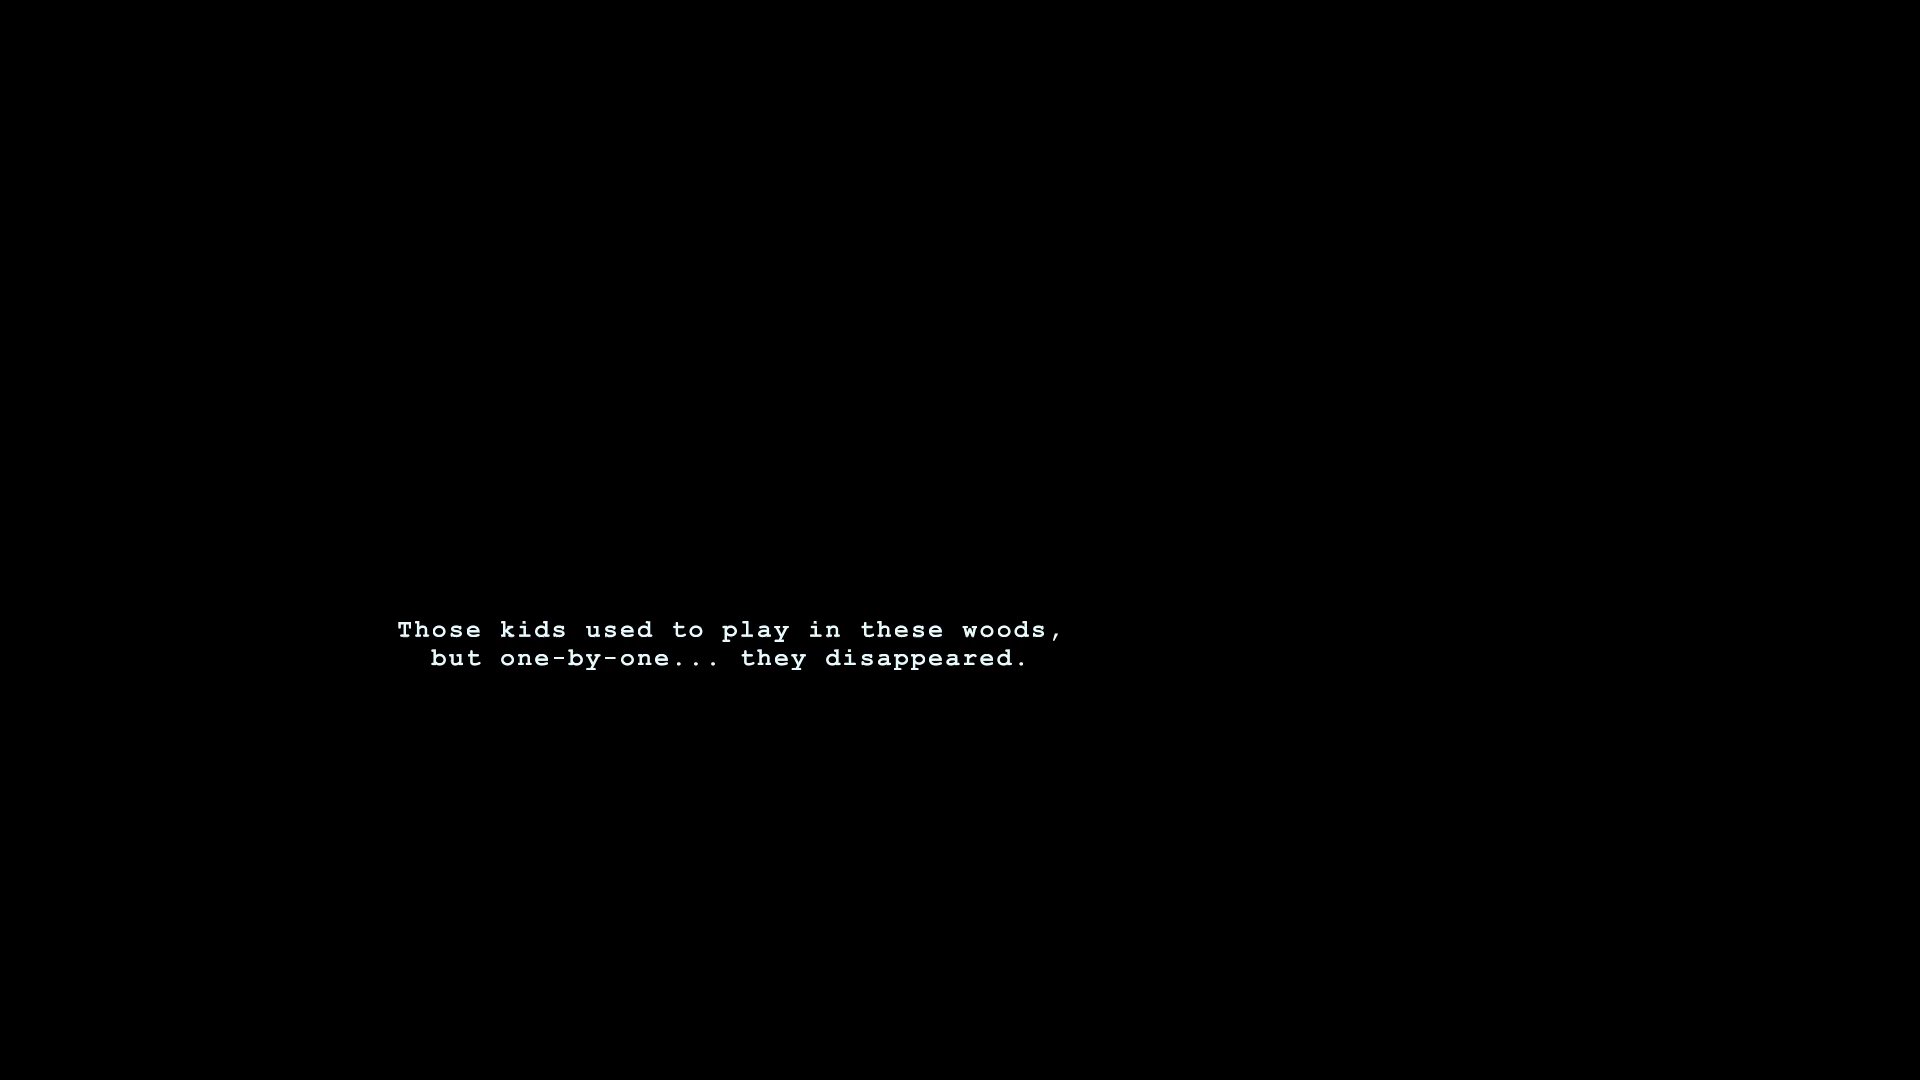 Those kids used to play in these woods,
but one-by-one... they disappeared.